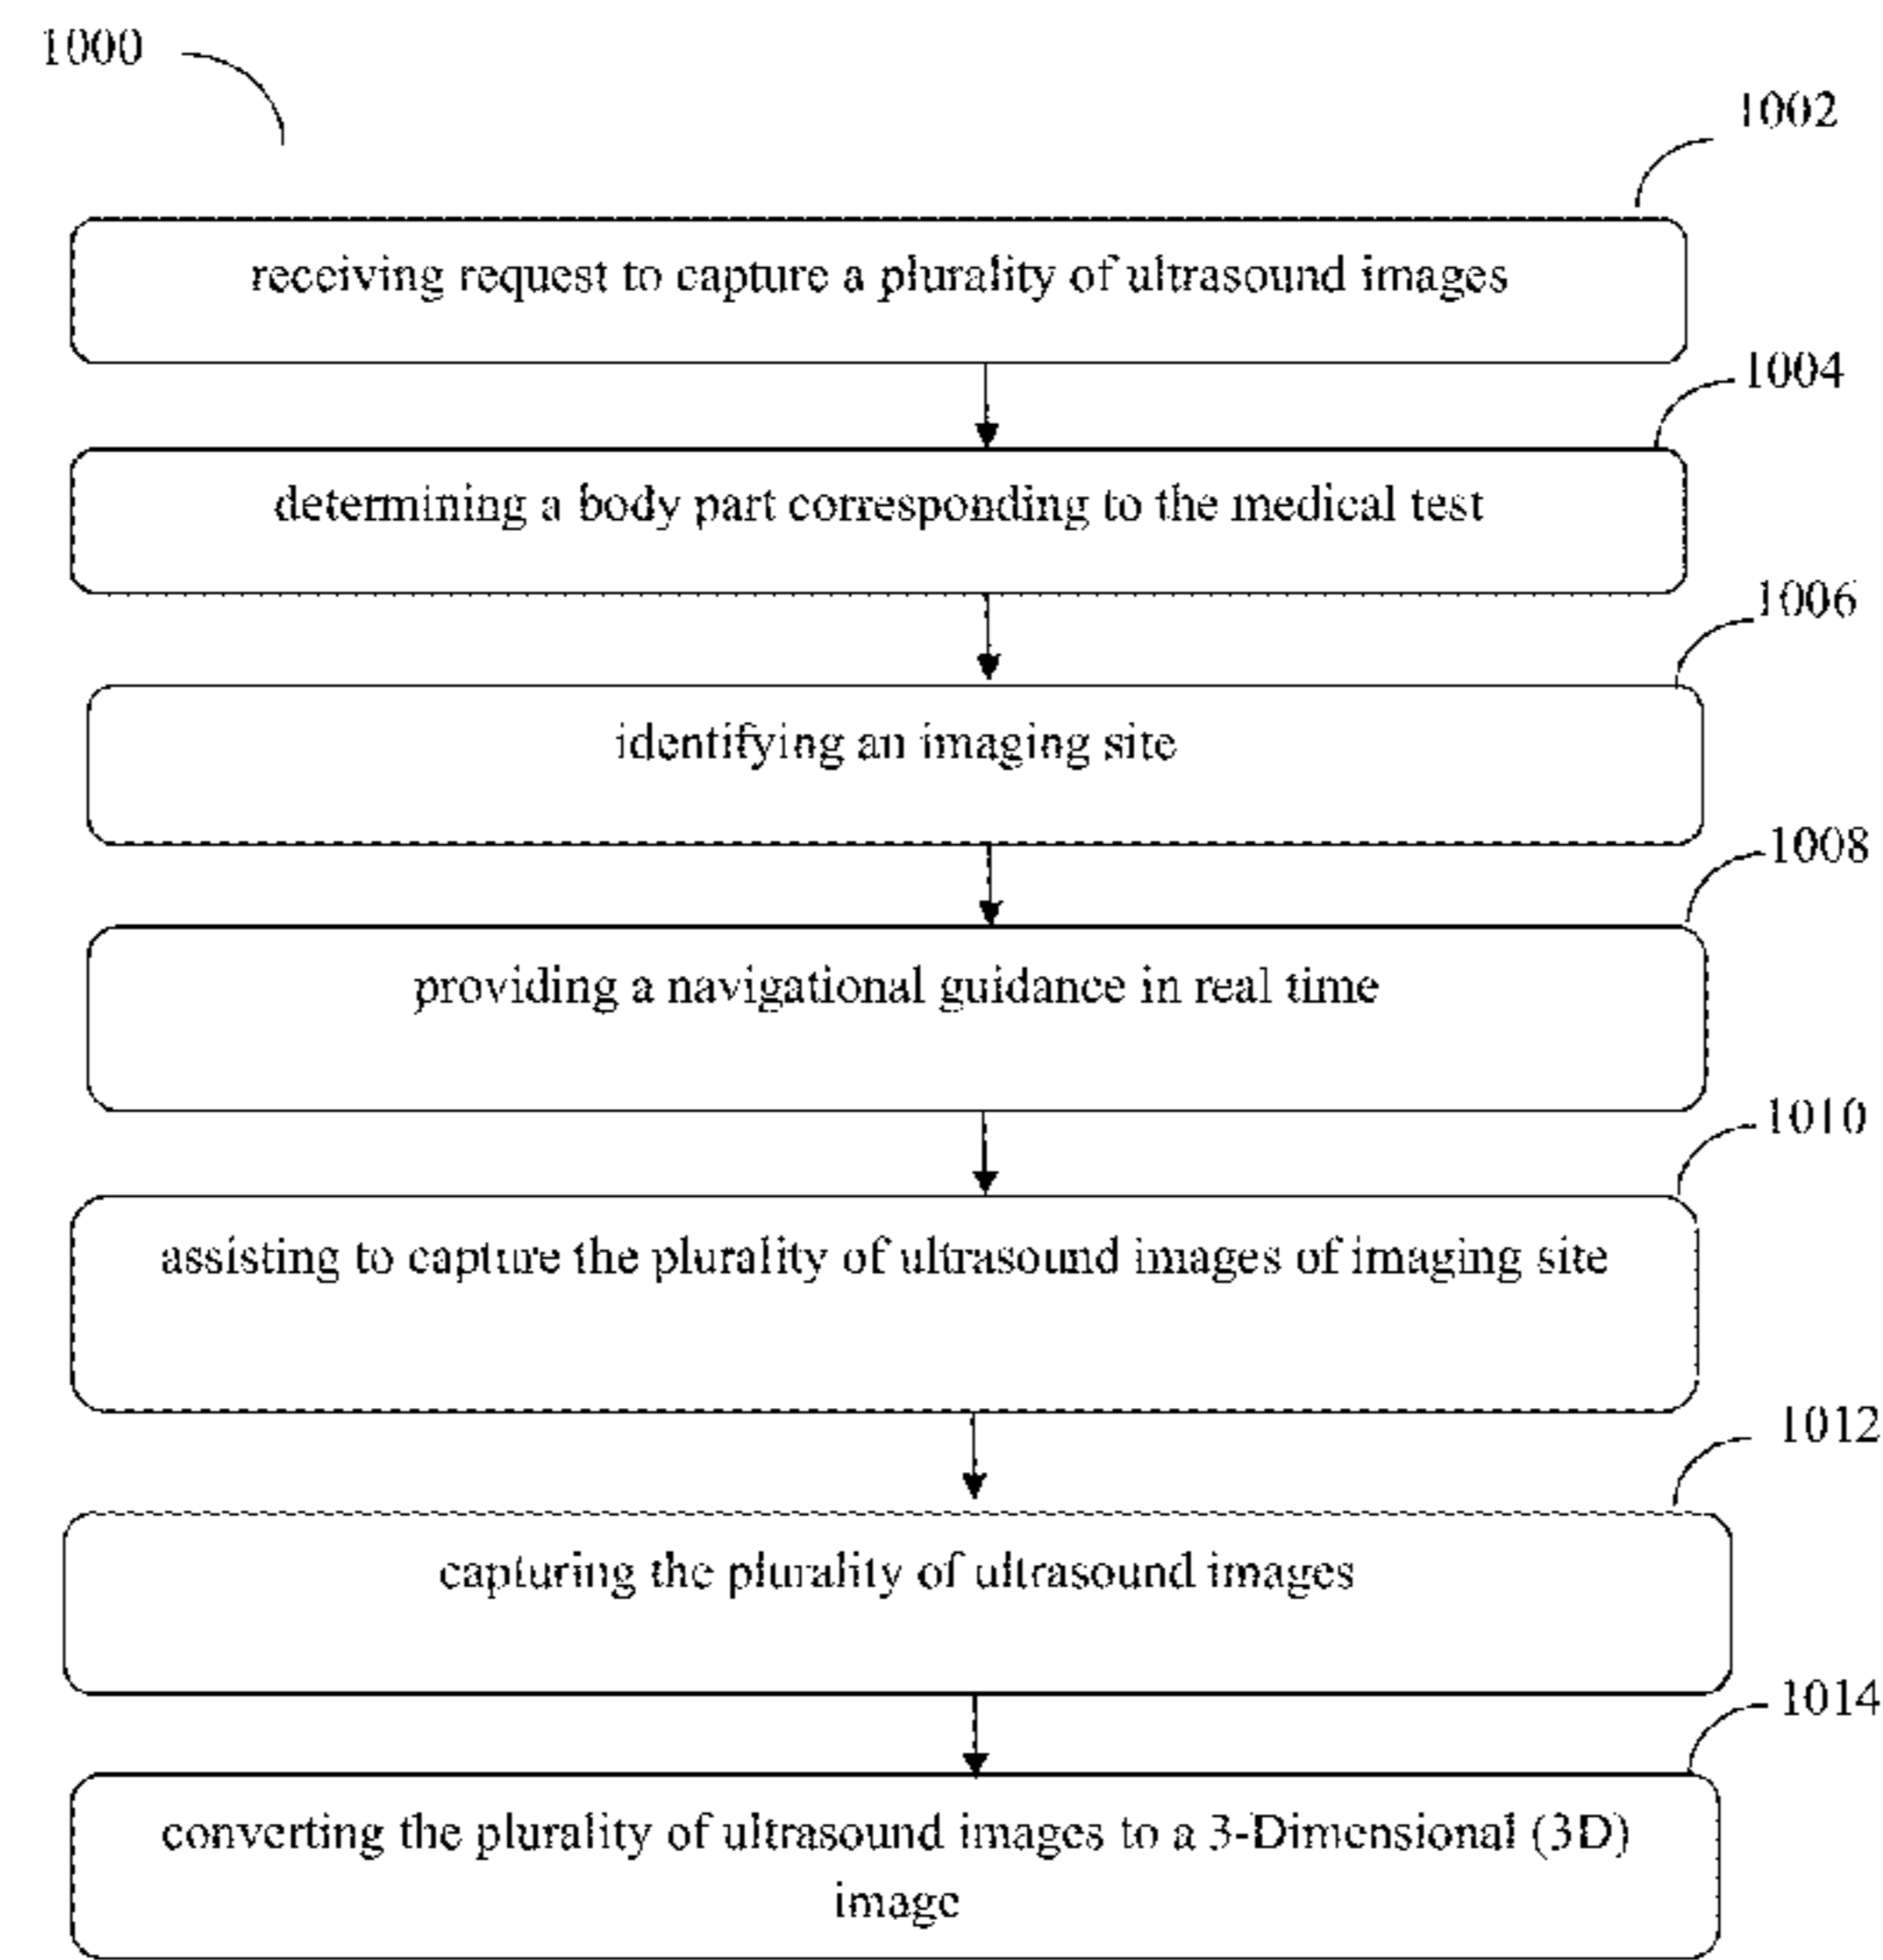 1000
1002
receiving request to capture a plurality of ultrasound images
1004
determining a body part corresponding to the medical test
1006
identifying an imaging site
1008
providing a navigational guidance in real time
1010
assisting to capture the plurality of ultrasound images of imaging site
1012
capturing the plurality of ultrasound images
1014
converting the plurality of ultrasound images to a 3-Dimensional (3D)
image